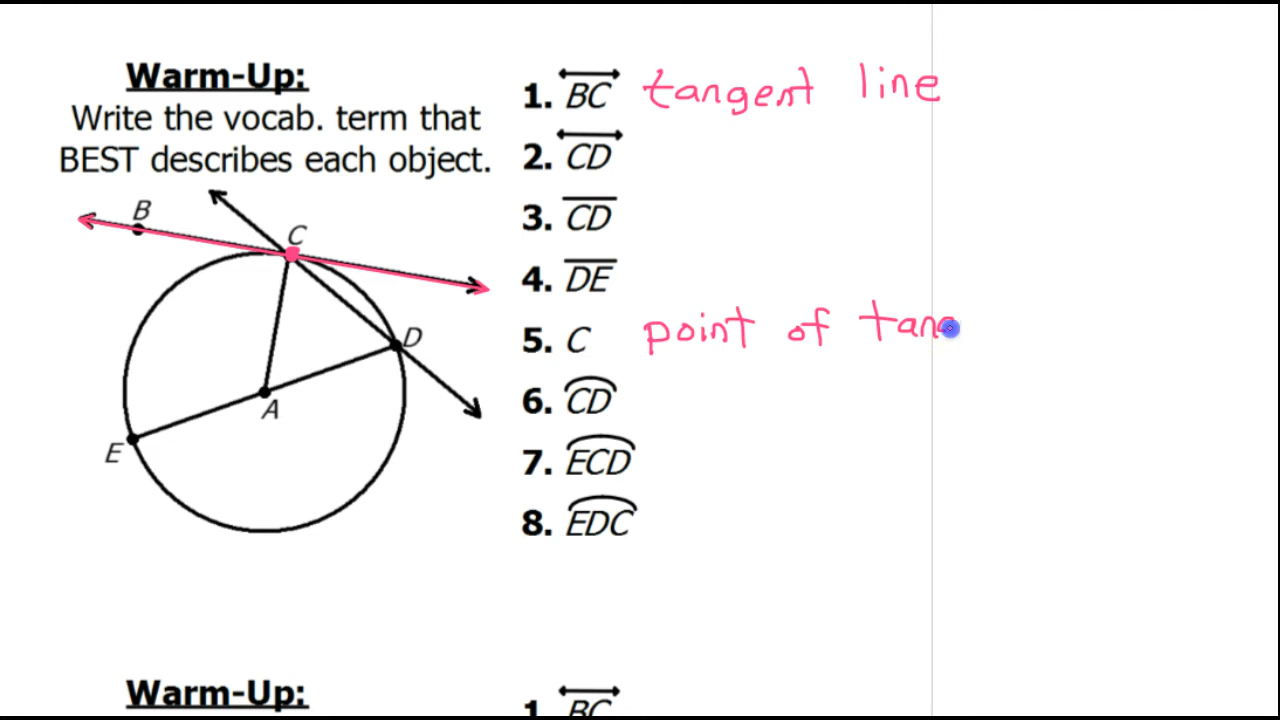 Warm-Up:
Write the vocab. term that
BEST describes each object.
B
C
D
A
E
1. BC tangent line
2. CD
3. CD
4. DE
5. C point of tang
6. CD
7. ECD
8. EDC
Warm-Up:
1. BC